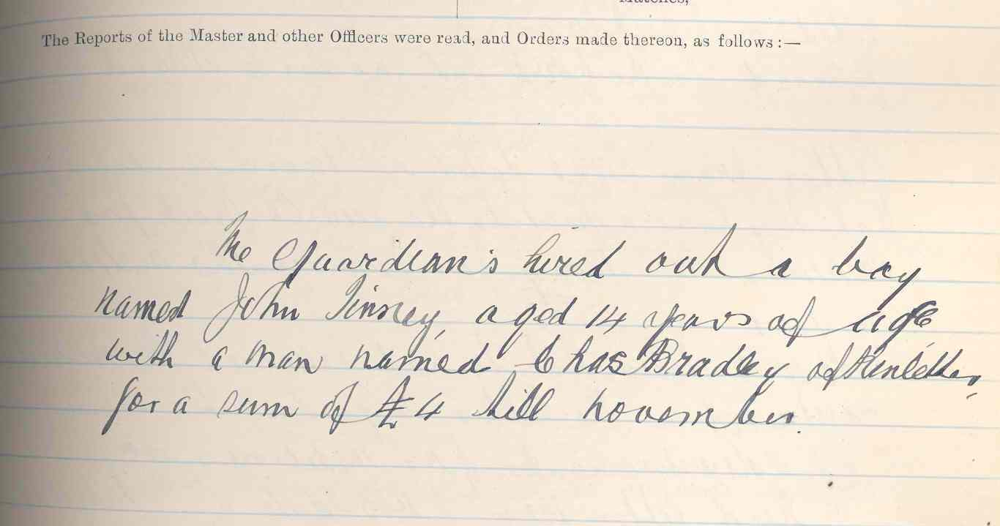 Matches,
The Reports of the Master and other Officers were read, and Orders made thereon, as follows :—
The Guardian's hired out a boy
named John Tinney, aged 14 years of age
with a man named Chas Bradley of
for a sum of £4 till november.